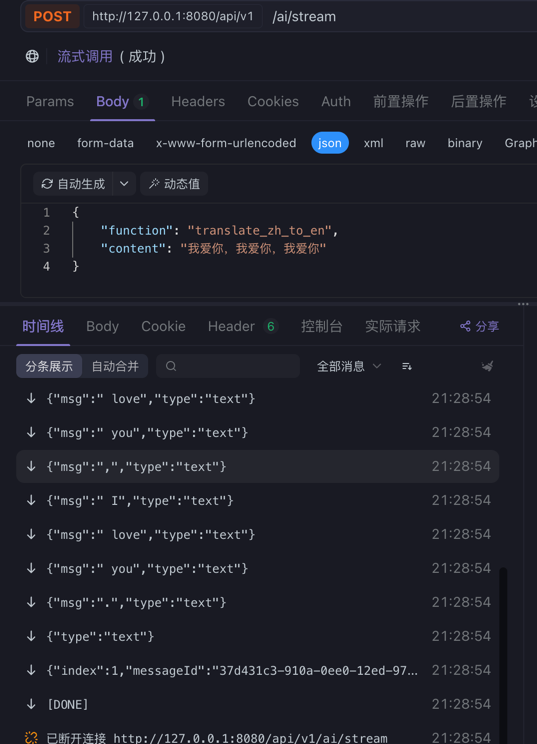 POST http://127.0.0.1:8080/api/v1 /ai/stream
流式调用 ( 成功 )
Params Body 1 Headers Cookies Auth 前置操作 后置操作
none form-data x-www-form-urlencoded json xml raw binary Graph
自动生成 动态值
1 {
2 "function": "translate_zh_to_en",
3 "content": "我爱你，我爱你，我爱你"
4 }
时间线 Body Cookie Header 6 控制台 实际请求 分享
分条展示 自动合并 全部消息
{"msg":" love","type":"text"} 21:28:54
{"msg":" you","type":"text"} 21:28:54
{"msg":",","type":"text"} 21:28:54
{"msg":" I","type":"text"} 21:28:54
{"msg":" love","type":"text"} 21:28:54
{"msg":" you","type":"text"} 21:28:54
{"msg":".","type":"text"} 21:28:54
{"type":"text"} 21:28:54
{"index":1,"messageId":"37d431c3-910a-0ee0-12ed-97... 21:28:54
[DONE] 21:28:54
已断开连接 http://127.0.0.1:8080/api/v1/ai/stream 21:28:54